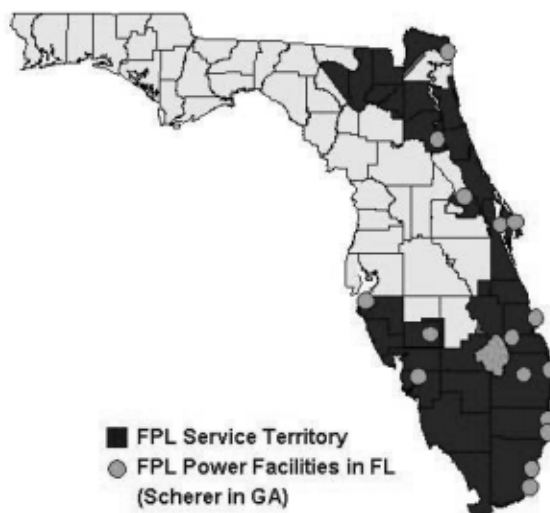 FPL Service Territory
FPL Power Facilities in FL
(Scherer in GA)